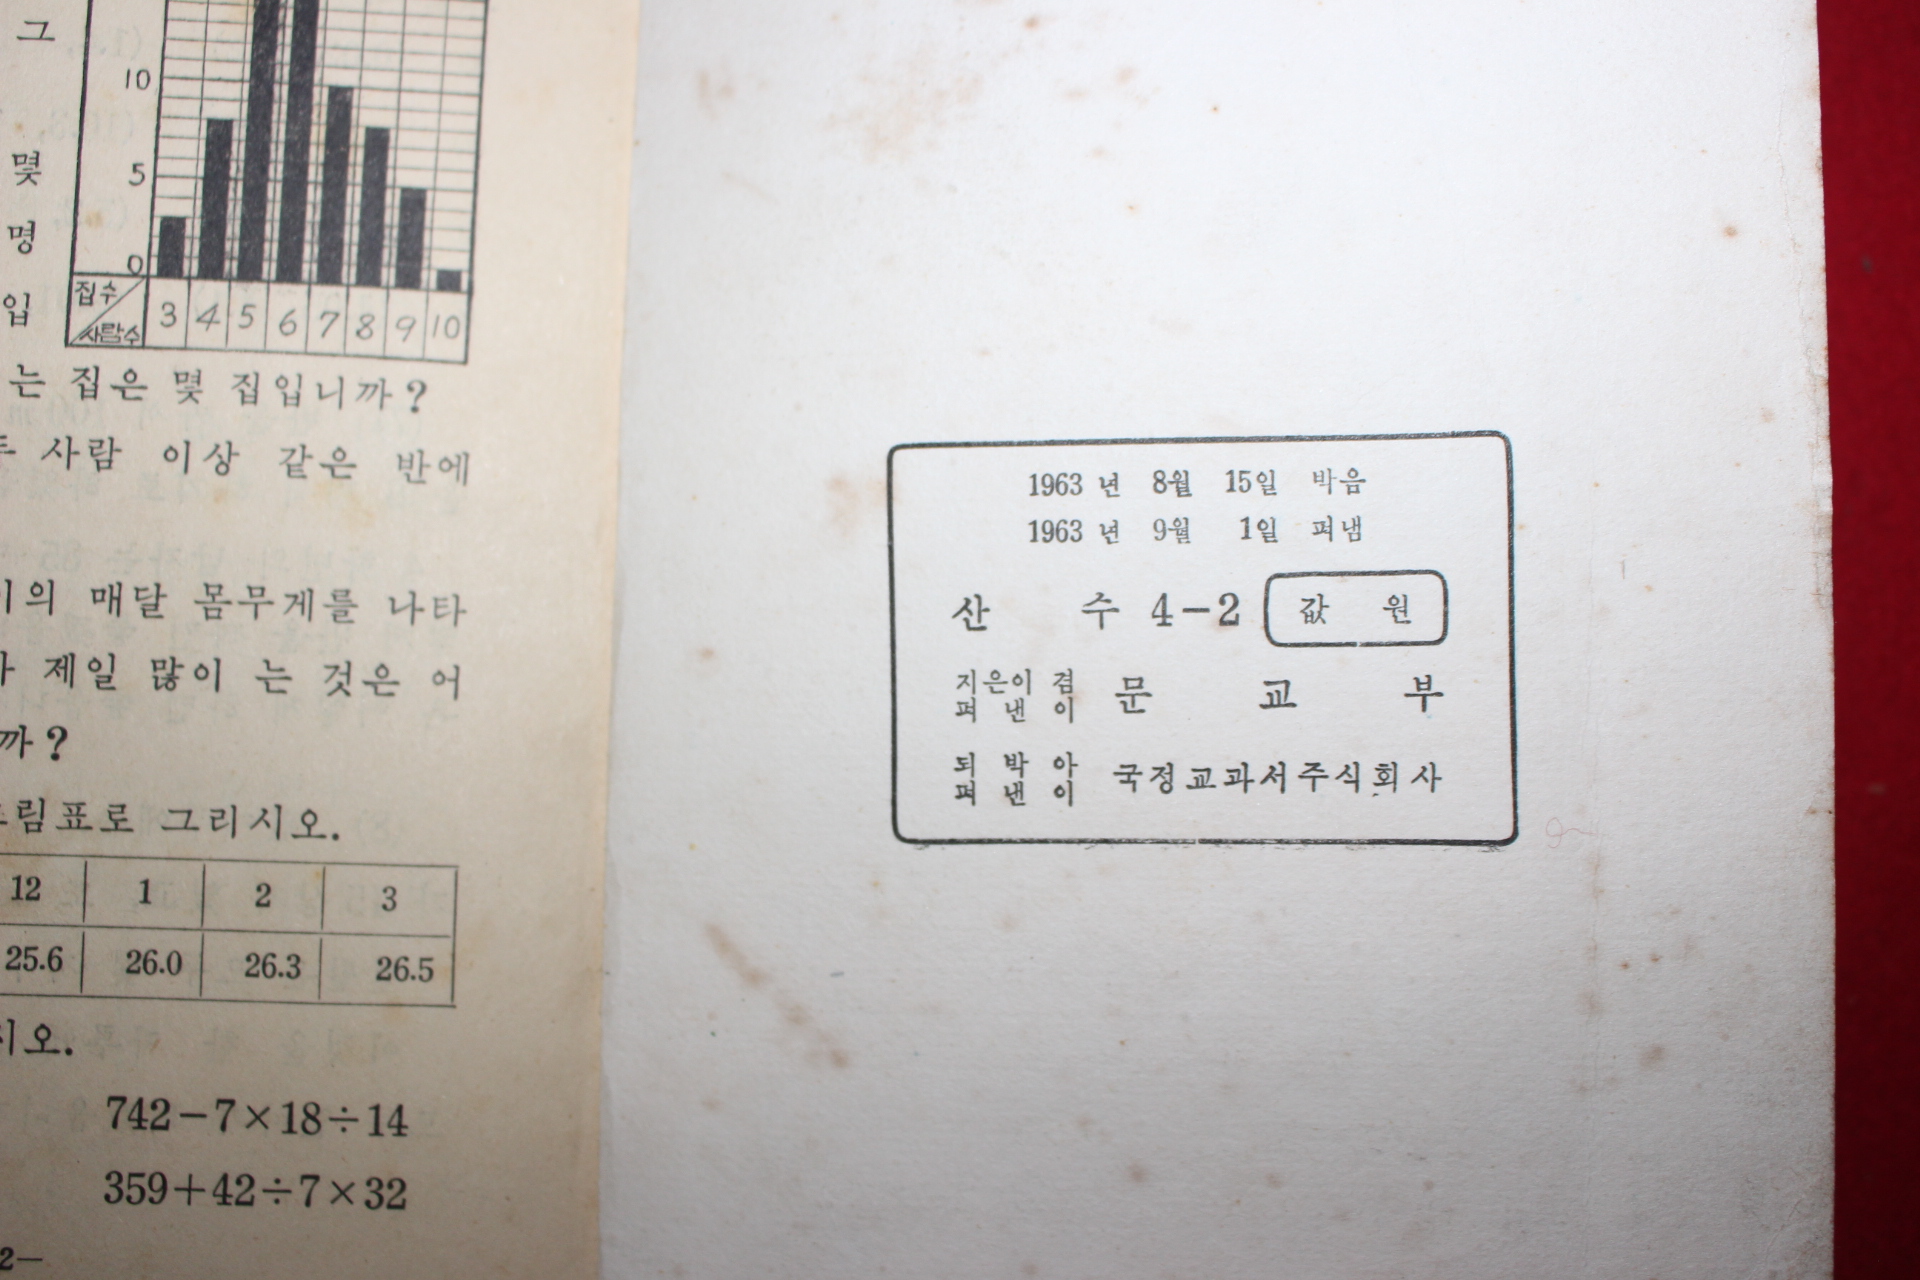 그
10
몇
5
명
0
집수
입
사람수
3 4 5 6 7 8 9 10
는 집은 몇 집입니까?
사람 이상 같은 반에
의 매달 몸무게를 나타
제일 많이 는 것은 어
까?
림표로 그리시오.
12 1 2 3
25.6 26.0 26.3 26.5
시오.
742-7×18÷14
359+42÷7×32
2—
1963 년 8월 15일 박음
1963 년 9월 1일 펴냄
산 수 4-2 값 원
지은이 겸
펴 낸 이
문 교 부
되 박 아
펴 낸 이
국정교과서주식회사